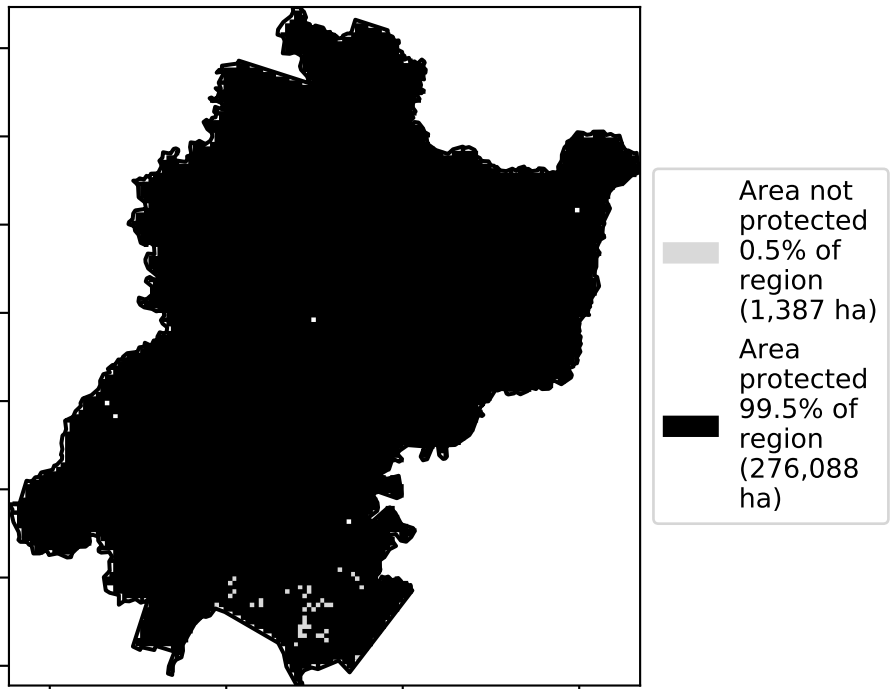 Area not
protected
0.5% of
region
(1,387 ha)
Area
protected
99.5% of
region
(276,088
ha)